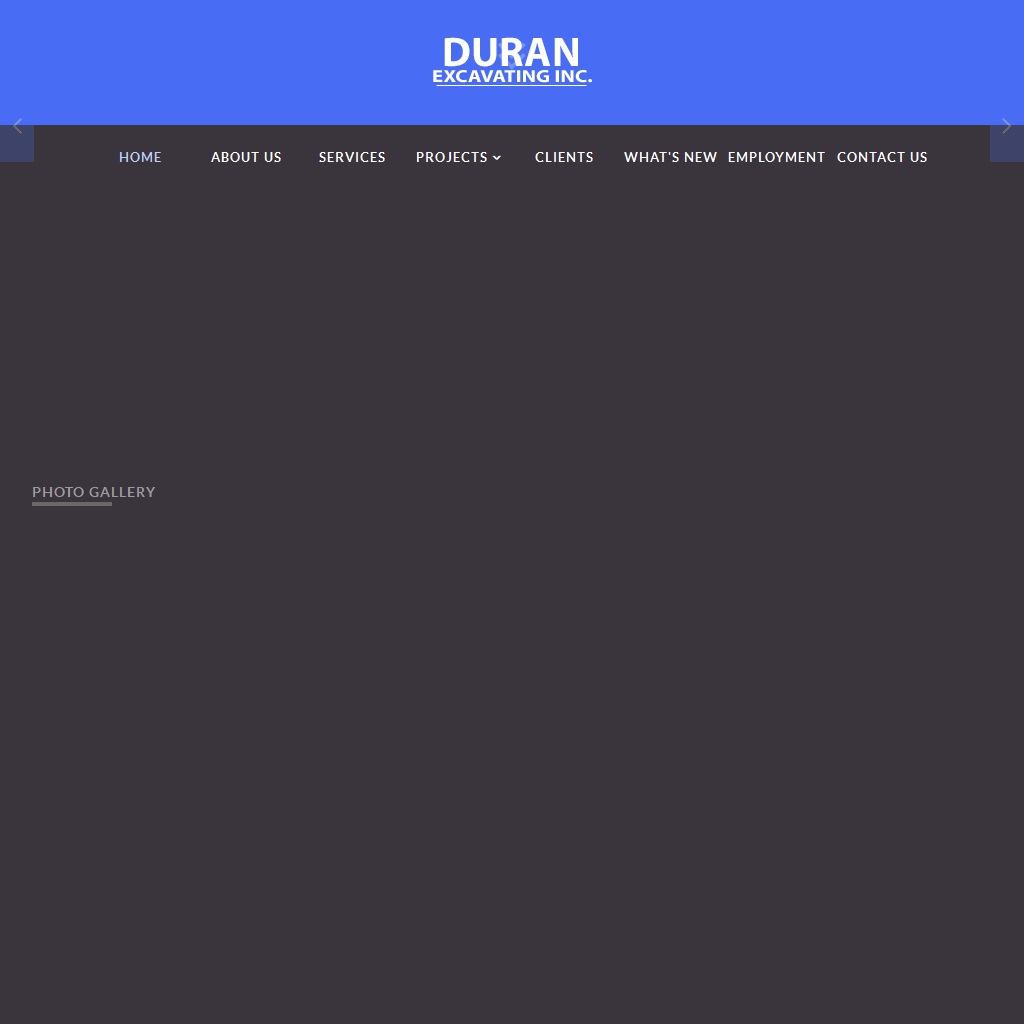 DURAN
EXCAVATING INC.
HOME ABOUT US SERVICES PROJECTS CLIENTS WHAT'S NEW EMPLOYMENT CONTACT US
PHOTO GALLERY